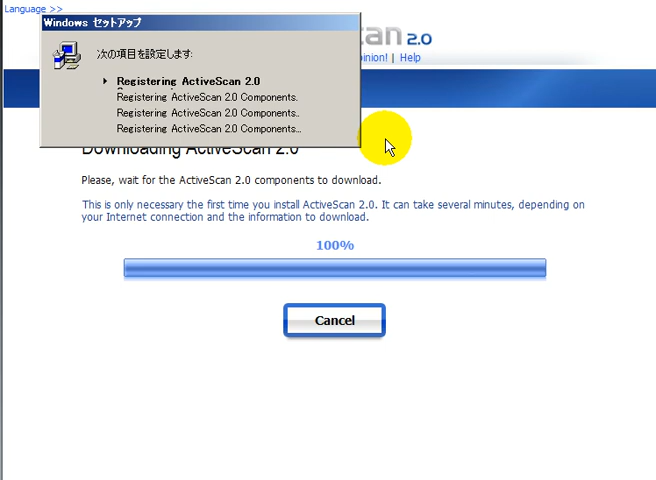 Language >>
Windows セットアップ
can 2.0
pinion! | Help
次の項目を設定します:
Registering ActiveScan 2.0
Registering ActiveScan 2.0 Components.
Registering ActiveScan 2.0 Components..
Registering ActiveScan 2.0 Components...
Downloading ActiveScan 2.0
Please, wait for the ActiveScan 2.0 components to download.
This is only necessary the first time you install ActiveScan 2.0. It can take several minutes, depending on
your Internet connection and the information to download.
100%
Cancel